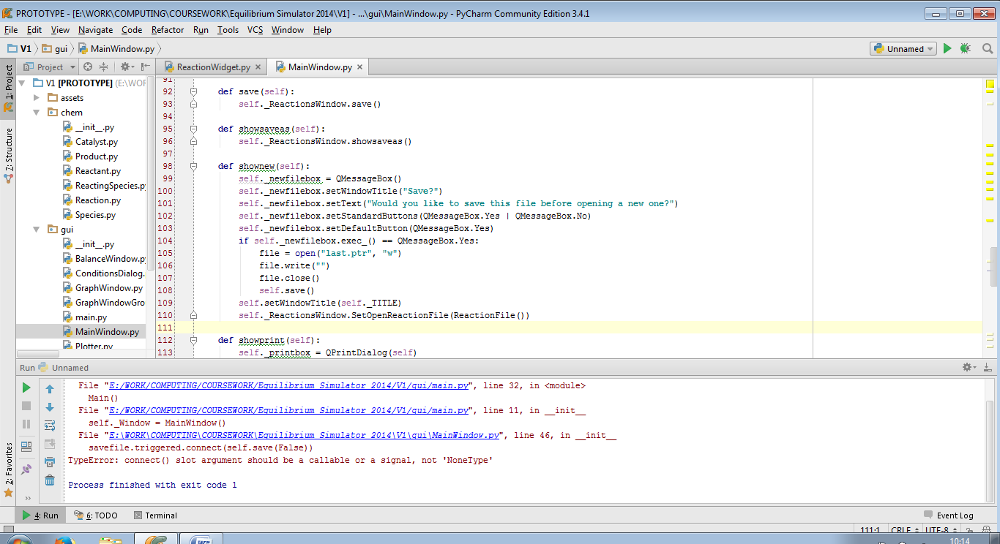 PROTOTYPE - [E:\WORK\COMPUTING\COURSEWORK\Equilibrium Simulator 2014\V1] - ...\gui\MainWindow.py - PyCharm Community Edition 3.4.1
File Edit View Navigate Code Refactor Run Tools VCS Window Help
V1 gui MainWindow.py Unnamed
1: Project
7: Structure
2: Favorites
Project
V1 [PROTOTYPE] (E:\WOR
assets
chem
__init__.py
Catalyst.py
Product.py
Reactant.py
ReactingSpecies.py
Reaction.py
Species.py
gui
__init__.py
BalanceWindow.py
ConditionsDialog.
GraphWindow.py
GraphWindowGro
main.py
MainWindow.py
Plotter.py
ReactionWidget.py MainWindow.py
91
92 def save(self):
93 self._ReactionsWindow.save()
94
95 def showsaveas(self):
96 self._ReactionsWindow.showsaveas()
97
98 def shownew(self):
99 self._newfilebox = QMessageBox()
100 self._newfilebox.setWindowTitle("Save?")
101 self._newfilebox.setText("Would you like to save this file before opening a new one?")
102 self._newfilebox.setStandardButtons(QMessageBox.Yes | QMessageBox.No)
103 self._newfilebox.setDefaultButton(QMessageBox.Yes)
104 if self._newfilebox.exec_() == QMessageBox.Yes:
105 file = open("last.ptr", "w")
106 file.write("")
107 file.close()
108 self.save()
109 self.setWindowTitle(self._TITLE)
110 self._ReactionsWindow.SetOpenReactionFile(ReactionFile())
111
112 def showprint(self):
113 self._printbox = QPrintDialog(self)
Run Unnamed
File "E:/WORK/COMPUTING/COURSEWORK/Equilibrium Simulator 2014/V1/gui/main.py", line 32, in <module>
Main()
File "E:/WORK/COMPUTING/COURSEWORK/Equilibrium Simulator 2014/V1/gui/main.py", line 11, in __init__
self._Window = MainWindow()
File "E:\WORK\COMPUTING\COURSEWORK\Equilibrium Simulator 2014\V1\gui\MainWindow.py", line 46, in __init__
savefile.triggered.connect(self.save(False))
TypeError: connect() slot argument should be a callable or a signal, not 'NoneType'
Process finished with exit code 1
4: Run 6: TODO Terminal Event Log
111:1 CRLF UTF-8
10:14